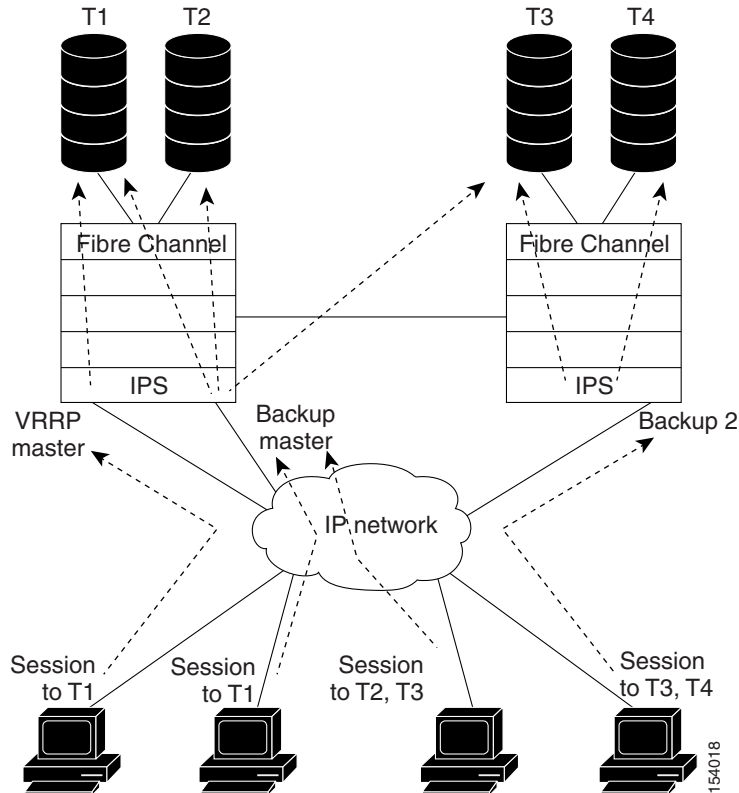 T1
T2
T3
T4
Fibre Channel
Fibre Channel
IPS
IPS
VRRP
master
Backup
master
Backup 2
IP network
Session
to T1
Session
to T1
Session
to T2, T3
Session
to T3, T4
154018